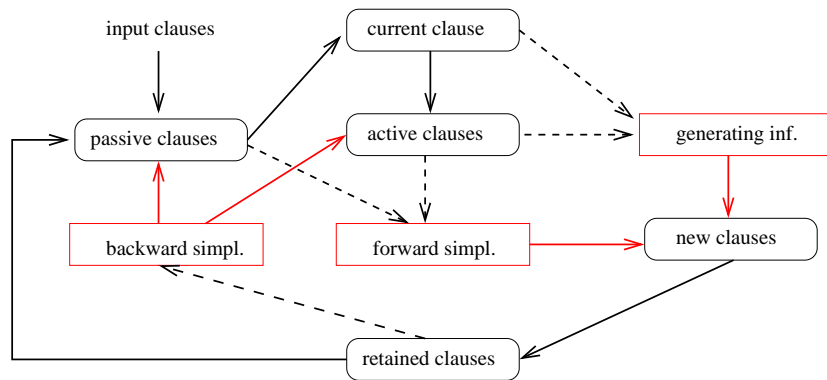 input clauses
current clause
passive clauses
active clauses
generating inf.
backward simpl.
forward simpl.
new clauses
retained clauses